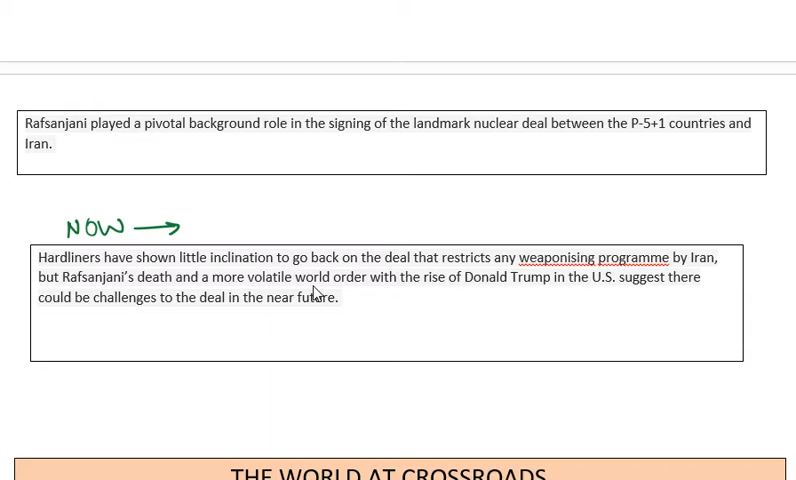 Rafsanjani played a pivotal background role in the signing of the landmark nuclear deal between the P-5+1 countries and
Iran.
NOW →
Hardliners have shown little inclination to go back on the deal that restricts any weaponising programme by Iran,
but Rafsanjani's death and a more volatile world order with the rise of Donald Trump in the U.S. suggest there
could be challenges to the deal in the near future.
THE WORLD AT CROSSROADS